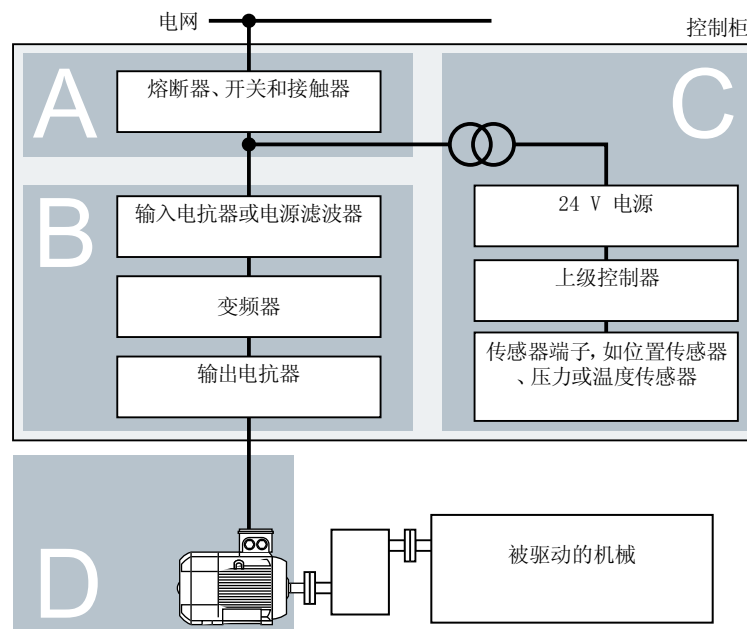 电网
控制柜
A
熔断器、开关和接触器
C
B
输入电抗器或电源滤波器
24 V 电源
变频器
上级控制器
输出电抗器
传感器端子，如位置传感器
、压力或温度传感器
D
被驱动的机械